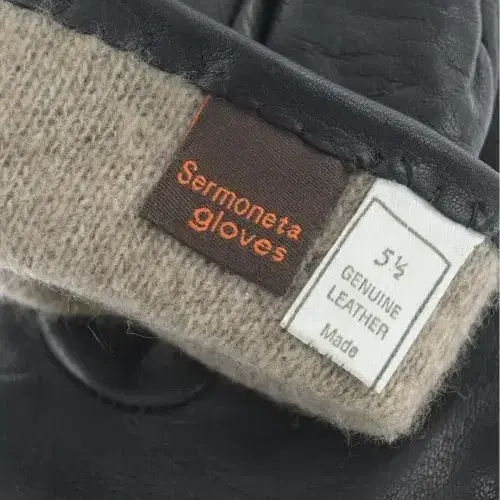 Sermoneta
gloves
5½
GENUINE
LEATHER
Made